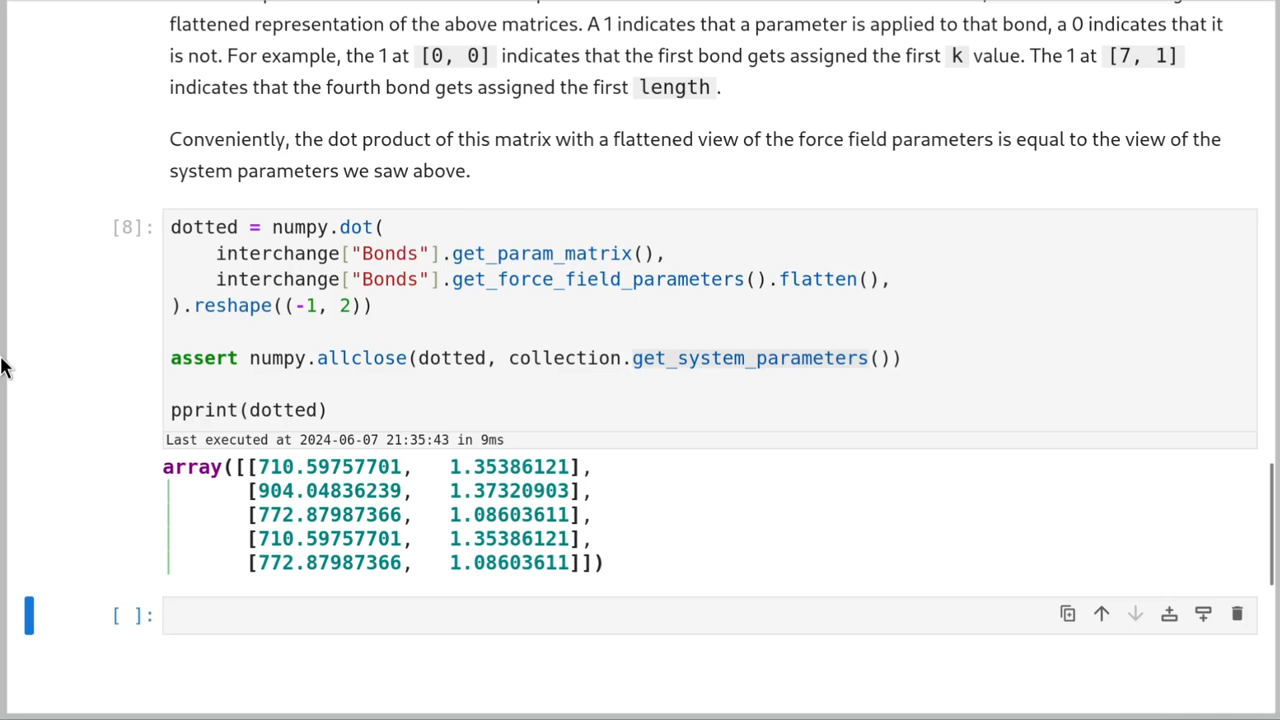 flattened representation of the above matrices. A 1 indicates that a parameter is applied to that bond, a 0 indicates that it
is not. For example, the 1 at [0, 0] indicates that the first bond gets assigned the first k value. The 1 at [7, 1]
indicates that the fourth bond gets assigned the first length.
Conveniently, the dot product of this matrix with a flattened view of the force field parameters is equal to the view of the
system parameters we saw above.
[8]: dotted = numpy.dot(
    interchange["Bonds"].get_param_matrix(),
    interchange["Bonds"].get_force_field_parameters().flatten(),
).reshape((-1, 2))
assert numpy.allclose(dotted, collection.get_system_parameters())
pprint(dotted)
Last executed at 2024-06-07 21:35:43 in 9ms
array([[710.59757701,   1.35386121],
       [904.04836239,   1.37320903],
       [772.87987366,   1.08603611],
       [710.59757701,   1.35386121],
       [772.87987366,   1.08603611]])
[ ]: